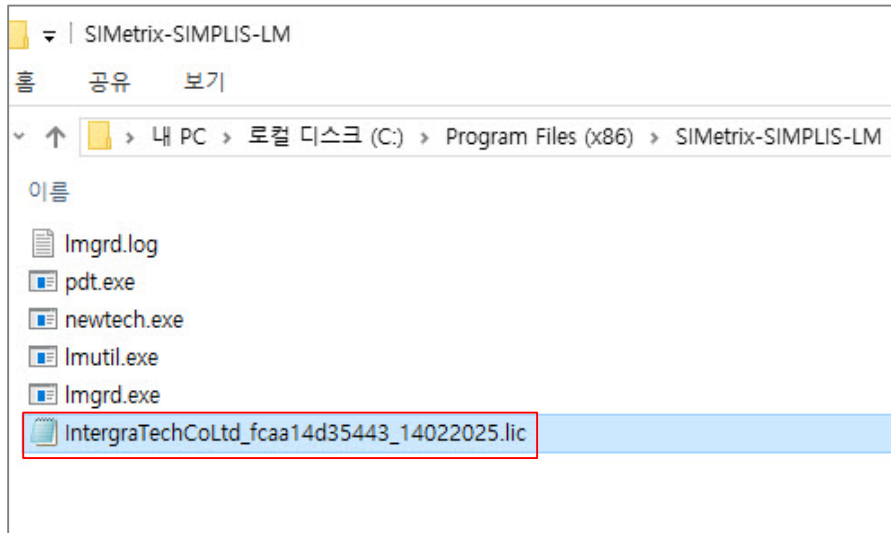 SIMetrix-SIMPLIS-LM
홈 공유 보기
내 PC > 로컬 디스크 (C:) > Program Files (x86) > SIMetrix-SIMPLIS-LM
이름
lmgrd.log
pdt.exe
newtech.exe
lmutil.exe
lmgrd.exe
IntergraTechCoLtd_fcaa14d35443_14022025.lic